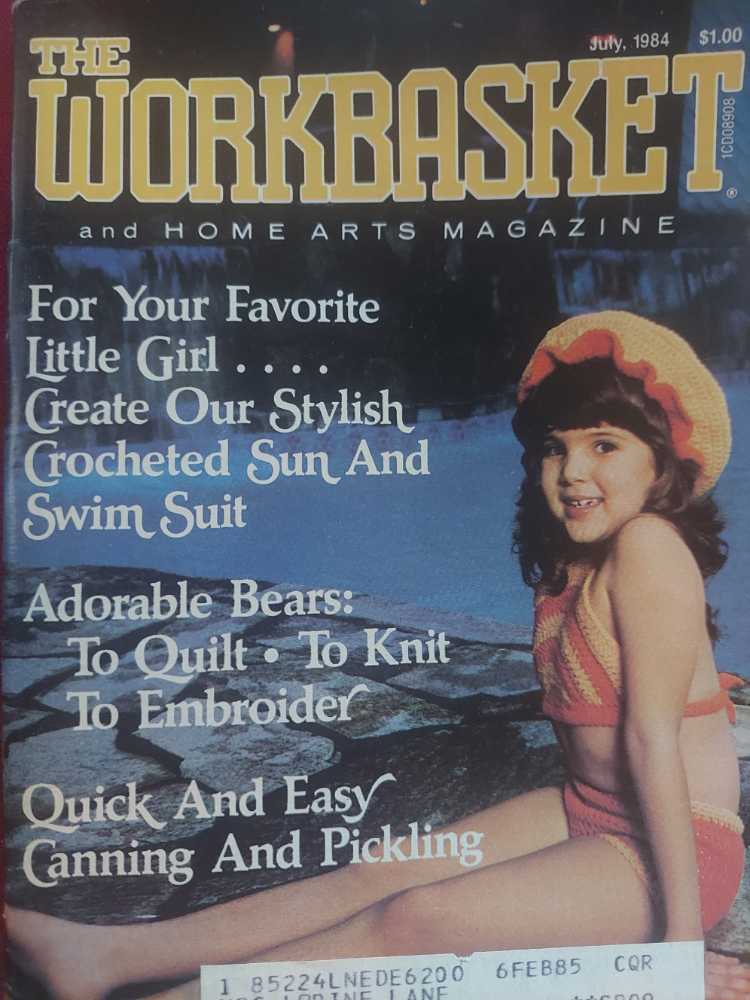 July, 1984 $1.00
THE
WORKBASKET®
1CD08908
and HOME ARTS MAGAZINE
For Your Favorite
Little Girl . . . .
Create Our Stylish
Crocheted Sun And
Swim Suit
Adorable Bears:
To Quilt • To Knit
To Embroider
Quick And Easy
Canning And Pickling
1 85224LNEDE6200 6FEB85 CQR
LORINE LANE